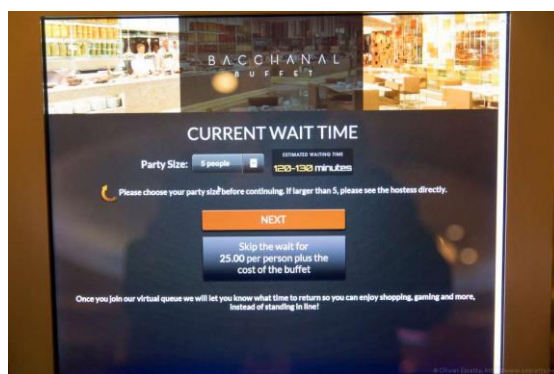 BACCHANAL
BUFFET
CURRENT WAIT TIME
Party Size: 5 people
ESTIMATED WAITING TIME
120-130 minutes
Please choose your party size before continuing. If larger than 5, please see the hostess directly.
NEXT
Skip the wait for
25.00 per person plus the
cost of the buffet
Once you join our virtual queue we will let you know what time to return so you can enjoy shopping, gaming and more,
instead of standing in line!